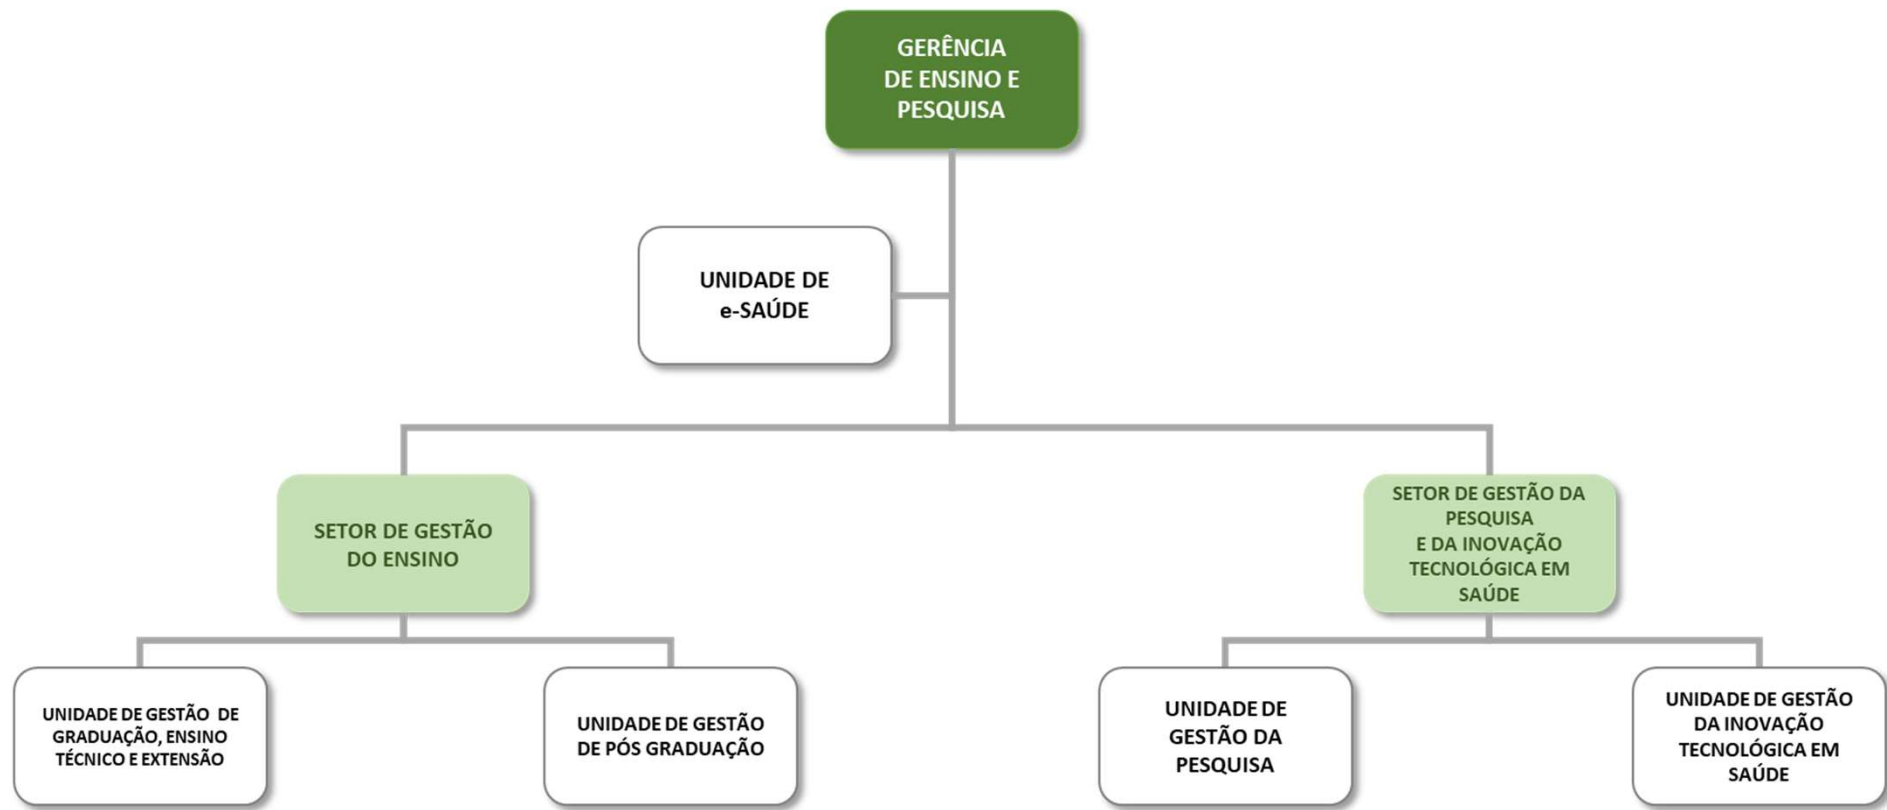 GERÊNCIA
DE ENSINO E
PESQUISA
UNIDADE DE
e-SAÚDE
SETOR DE GESTÃO
DO ENSINO
SETOR DE GESTÃO DA
PESQUISA
E DA INOVAÇÃO
TECNOLÓGICA EM
SAÚDE
UNIDADE DE GESTÃO DE
GRADUAÇÃO, ENSINO
TÉCNICO E EXTENSÃO
UNIDADE DE GESTÃO
DE PÓS GRADUAÇÃO
UNIDADE DE
GESTÃO DA
PESQUISA
UNIDADE DE GESTÃO
DA INOVAÇÃO
TECNOLÓGICA EM
SAÚDE